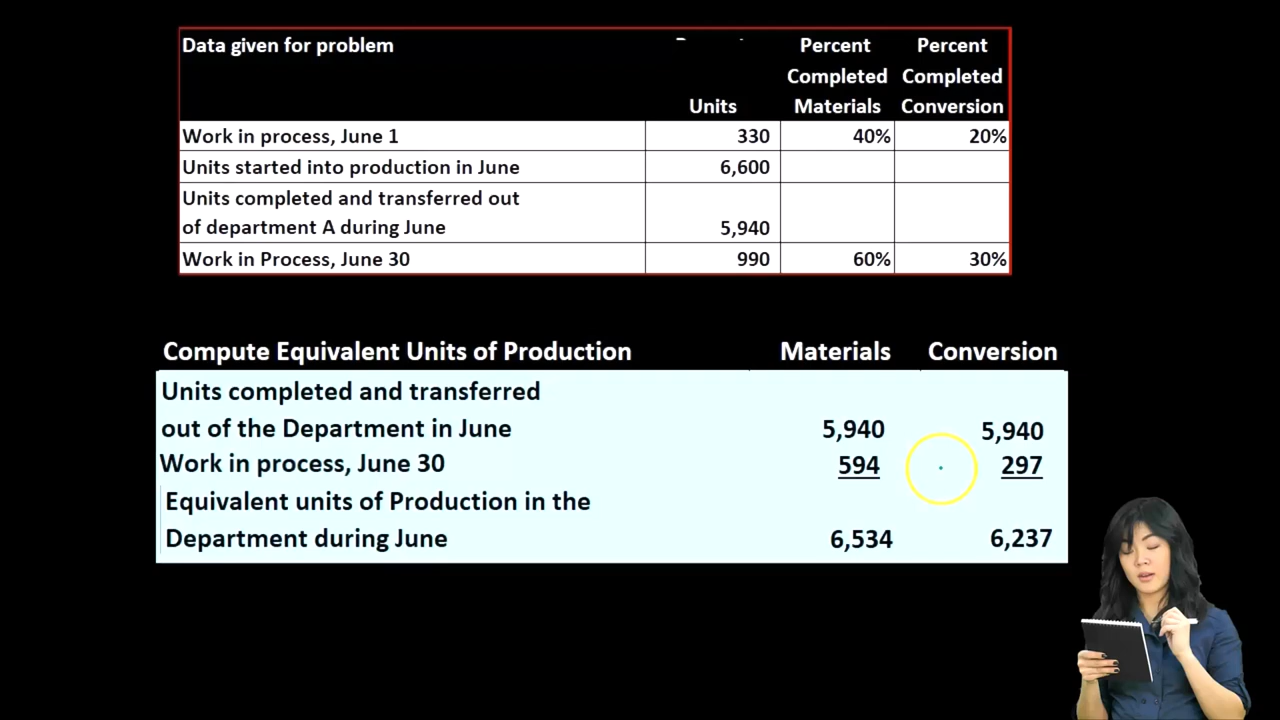 Data given for problem
Percent Percent
Completed Completed
Units Materials Conversion
Work in process, June 1 330 40% 20%
Units started into production in June 6,600
Units completed and transferred out
of department A during June 5,940
Work in Process, June 30 990 60% 30%
Compute Equivalent Units of Production Materials Conversion
Units completed and transferred
out of the Department in June 5,940 5,940
Work in process, June 30 594 297
Equivalent units of Production in the
Department during June 6,534 6,237